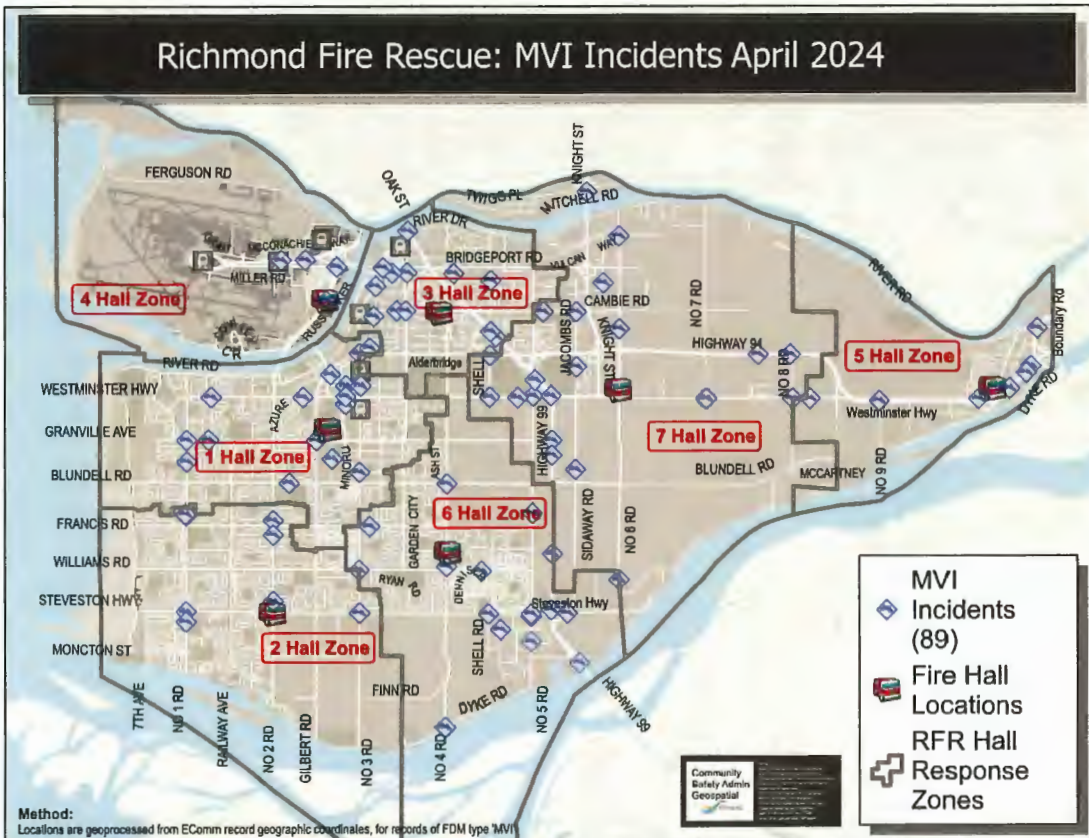 Richmond Fire Rescue: MVI Incidents April 2024
FERGUSON RD
OAK ST
TWIGG PL
KNIGHT ST
MITCHELL RD
RIVER DR
MCCONACHIE WAY
MILLER RD
BRIDGEPORT RD
VULCAN WAY
RIVER RD
4 Hall Zone
3 Hall Zone
CAMBIE RD
NO 7 RD
JACOBMBS RD
KNIGHT ST
Boundary Rd
RIVER RD
Alderbridge
SHELL
HIGHWAY 91
NO 8 RD
5 Hall Zone
WESTMINSTER HWY
AZURE
Westminster Hwy
DYKE RD
GRANVILLE AVE
1 Hall Zone
MINORU
ASH ST
HIGHWAY 99
7 Hall Zone
BLUNDELL RD
BLUNDELL RD
MCCARTNEY
NO 9 RD
FRANCIS RD
GARDEN CITY
6 Hall Zone
SIDAWAY RD
NO 6 RD
WILLIAMS RD
RYAN RD
DENNIS
STEVESTON HWY
Steveston Hwy
2 Hall Zone
SHELL RD
MONCTON ST
FINN RD
DYKE RD
HIGHWAY 99
7TH AVE
NO 1 RD
RAILWAY AVE
NO 2 RD
GILBERT RD
NO 3 RD
NO 4 RD
NO 5 RD
MVI
Incidents
(89)
Fire Hall
Locations
RFR Hall
Response
Zones
Community
Safety Admin
Geospatial
Method:
Locations are geoprocessed from EComm record geographic coordinates, for records of FDM type 'MVI'